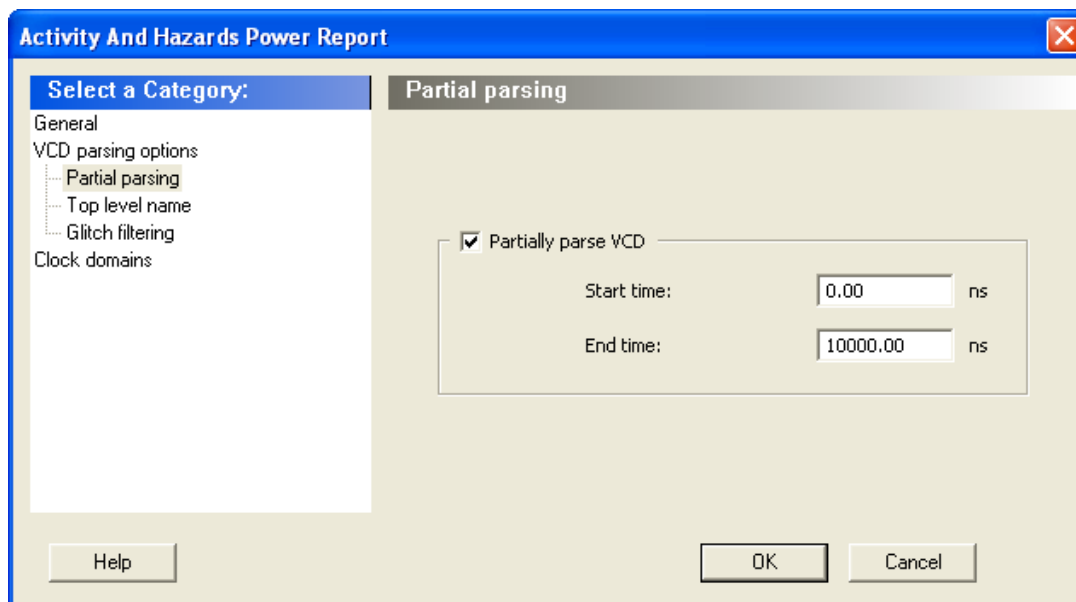 Activity And Hazards Power Report
Select a Category:
General
VCD parsing options
Partial parsing
Top level name
Glitch filtering
Clock domains
Partial parsing
Partially parse VCD
Start time: 0.00 ns
End time: 10000.00 ns
Help
OK
Cancel